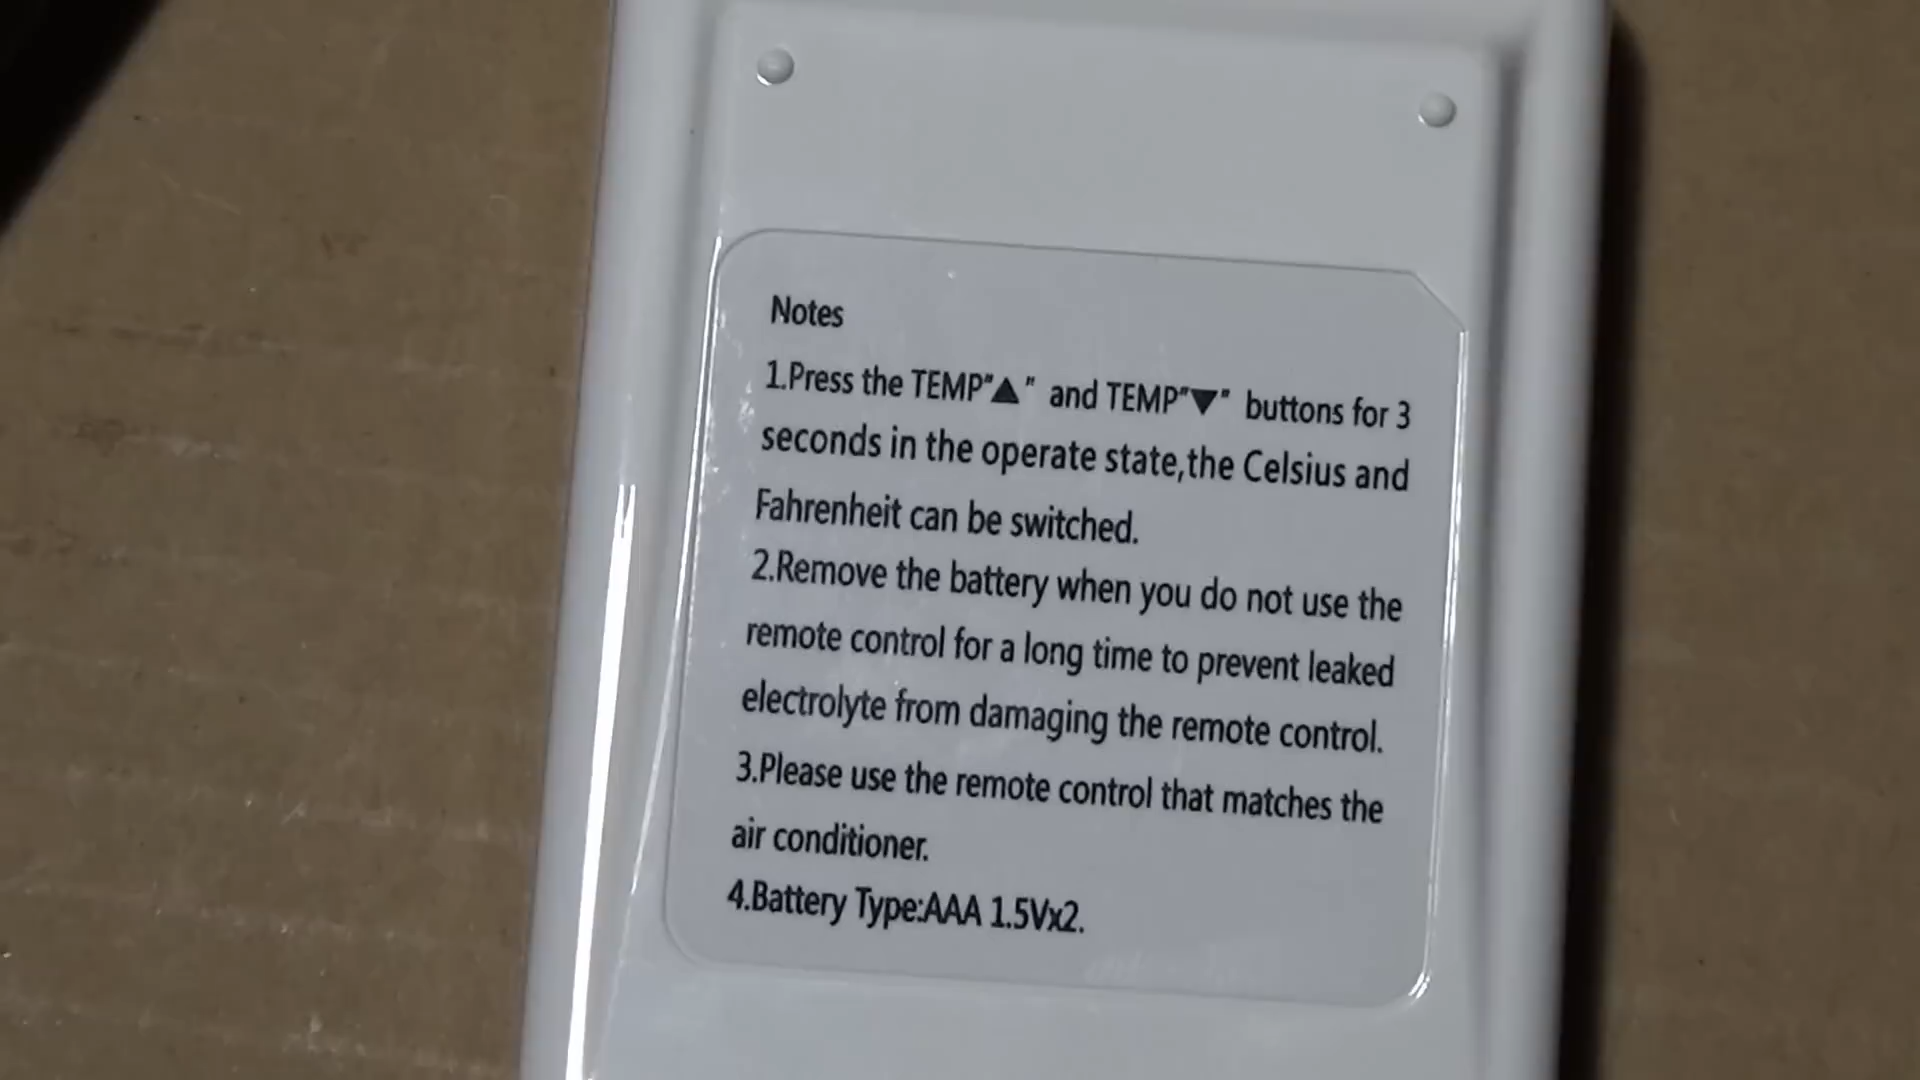 Notes
1.Press the TEMP"▲" and TEMP"▼" buttons for 3
seconds in the operate state,the Celsius and
Fahrenheit can be switched.
2.Remove the battery when you do not use the
remote control for a long time to prevent leaked
electrolyte from damaging the remote control.
3.Please use the remote control that matches the
air conditioner.
4.Battery Type:AAA 1.5Vx2.